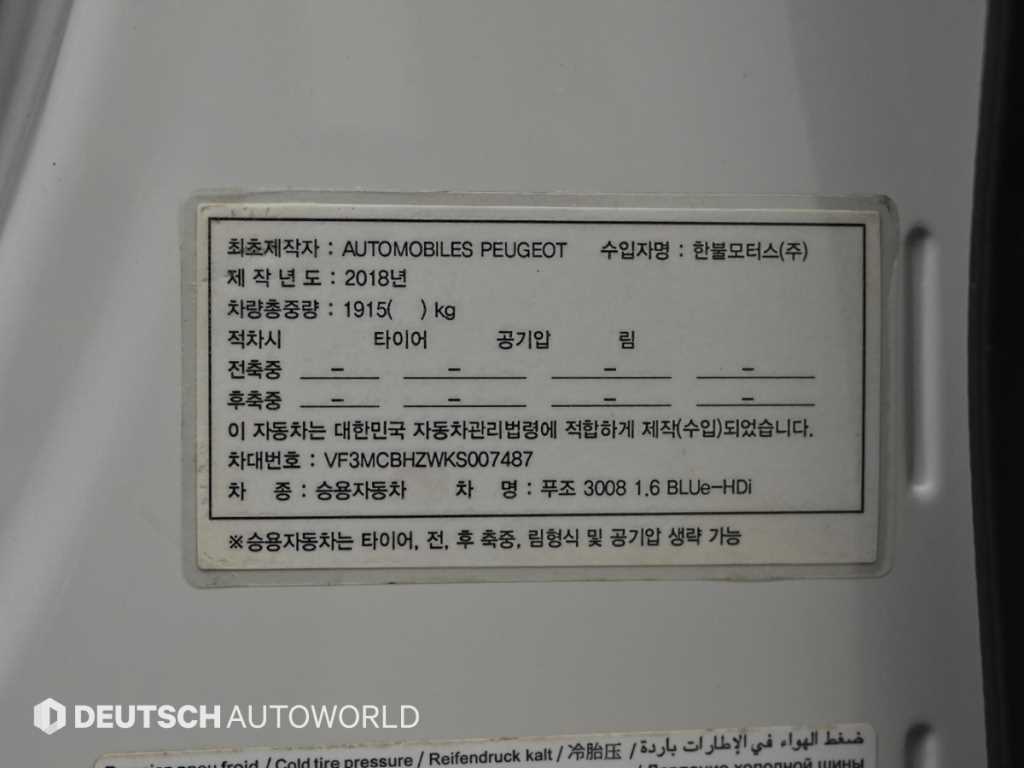 최초제작자 : AUTOMOBILES PEUGEOT 수입자명 : 한불모터스(주)
제 작 년 도 : 2018년
차량총중량 : 1915( ) kg
적차시 타이어 공기압 림
전축중 – – – –
후축중 – – – –
이 자동차는 대한민국 자동차관리법령에 적합하게 제작(수입)되었습니다.
차대번호 : VF3MCBHZWKS007487
차 종 : 승용자동차 차 명 : 푸조 3008 1.6 BLUe-HDi
※승용자동차는 타이어, 전, 후 축중, 림형식 및 공기압 생략 가능
DEUTSCH AUTOWORLD
ضغط الهواء في الإطارات باردة /
pneu froid / Cold tire pressure / Reifendruck kalt / 冷胎压 /
холодной шины